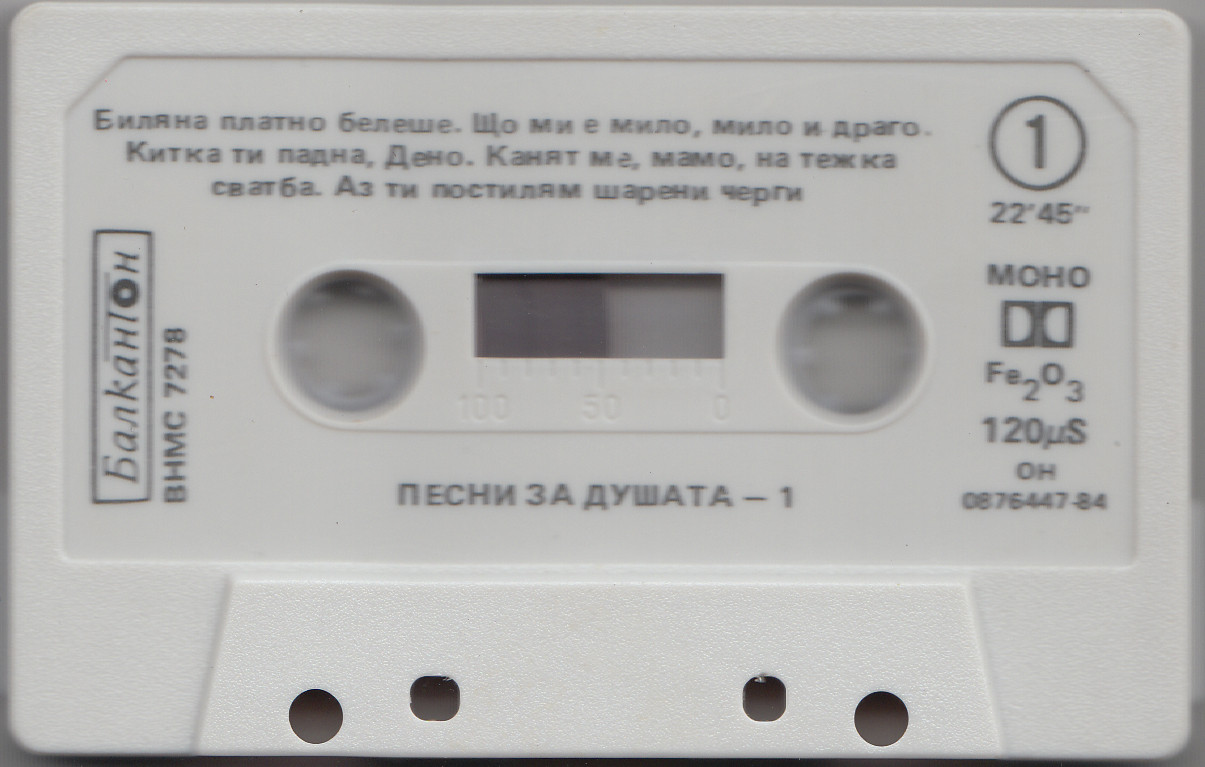 Биляна платно белеше. Що ми е мило, мило и драго.
Китка ти падна, Дено. Канят ме, мамо, на тежка
сватба. Аз ти постилям шарени черги
1
22'45"
Балкантон
ВНМС 7278
МОНО
Fe2O3
120µS
ОН
0876447-84
100 50 0
ПЕСНИ ЗА ДУШАТА – 1